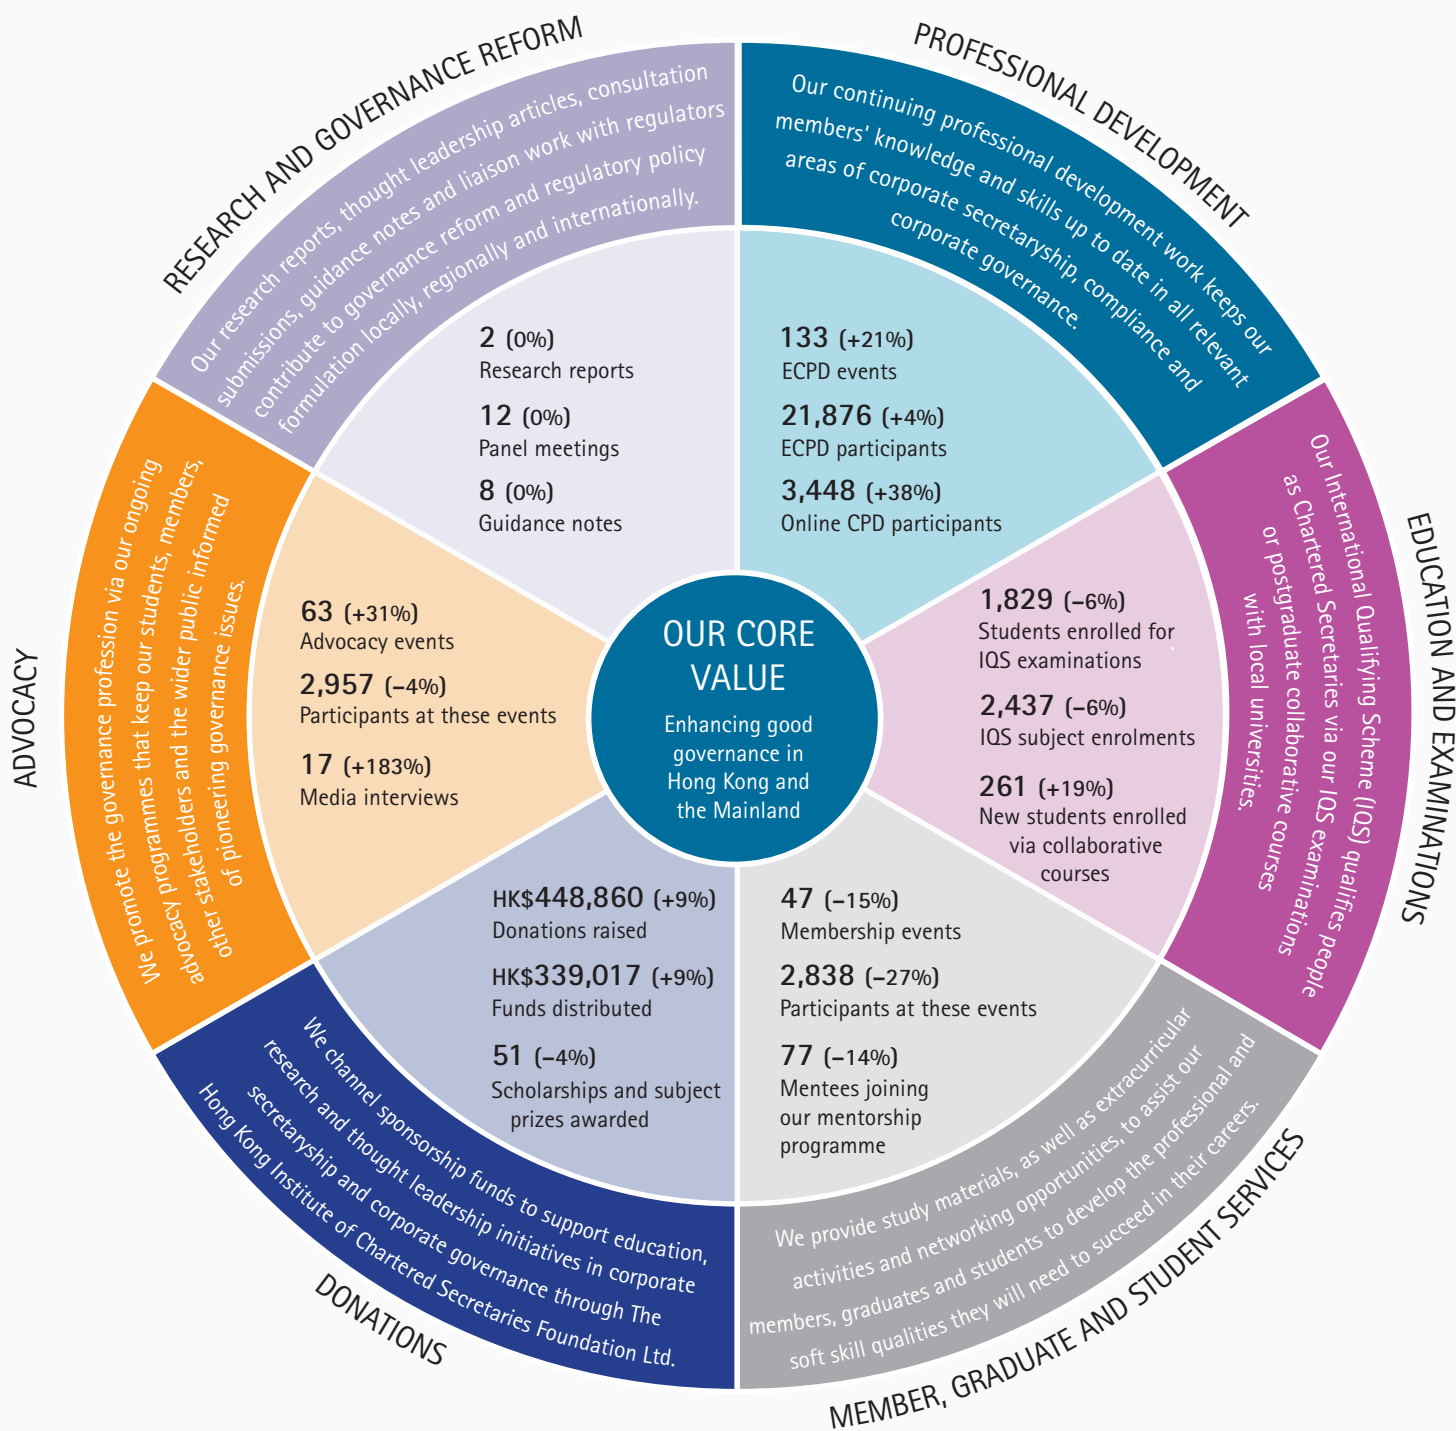 RESEARCH AND GOVERNANCE REFORM
Our research reports, thought leadership articles, consultation
submissions, guidance notes and liaison work with regulators
contribute to governance reform and regulatory policy
formulation locally, regionally and internationally.
2 (0%)
Research reports
12 (0%)
Panel meetings
8 (0%)
Guidance notes
PROFESSIONAL DEVELOPMENT
Our continuing professional development work keeps our
members' knowledge and skills up to date in all relevant
areas of corporate secretaryship, compliance and
corporate governance.
133 (+21%)
ECPD events
21,876 (+4%)
ECPD participants
3,448 (+38%)
Online CPD participants
EDUCATION AND EXAMINATIONS
Our International Qualifying Scheme (IQS) qualifies people
as Chartered Secretaries via our IQS examinations
or postgraduate collaborative courses
with local universities.
1,829 (–6%)
Students enrolled for
IQS examinations
2,437 (–6%)
IQS subject enrolments
261 (+19%)
New students enrolled
via collaborative
courses
MEMBER, GRADUATE AND STUDENT SERVICES
We provide study materials, as well as extracurricular
activities and networking opportunities, to assist our
members, graduates and students to develop the professional and
soft skill qualities they will need to succeed in their careers.
47 (–15%)
Membership events
2,838 (–27%)
Participants at these events
77 (–14%)
Mentees joining
our mentorship
programme
DONATIONS
We channel sponsorship funds to support education,
research and thought leadership initiatives in corporate
secretaryship and corporate governance through The
Hong Kong Institute of Chartered Secretaries Foundation Ltd.
HK$448,860 (+9%)
Donations raised
HK$339,017 (+9%)
Funds distributed
51 (–4%)
Scholarships and subject
prizes awarded
ADVOCACY
We promote the governance profession via our ongoing
advocacy programmes that keep our students, members,
other stakeholders and the wider public informed
of pioneering governance issues.
63 (+31%)
Advocacy events
2,957 (–4%)
Participants at these events
17 (+183%)
Media interviews
OUR CORE
VALUE
Enhancing good
governance in
Hong Kong and
the Mainland